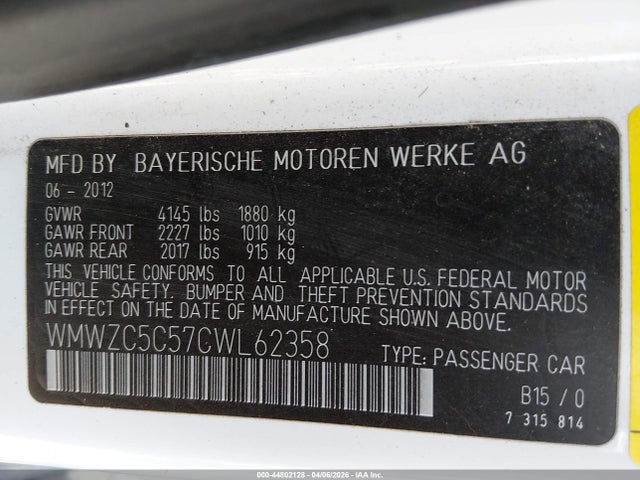 MFD BY BAYERISCHE MOTOREN WERKE AG
06 - 2012
GVWR 4145 lbs 1880 kg
GAWR FRONT 2227 lbs 1010 kg
GAWR REAR 2017 lbs 915 kg
THIS VEHICLE CONFORMS TO ALL APPLICABLE U.S. FEDERAL MOTOR
VEHICLE SAFETY, BUMPER AND THEFT PREVENTION STANDARDS
IN EFFECT ON THE DATE OF MANUFACTURE SHOWN ABOVE.
WMWZC5C57CWL62358 TYPE: PASSENGER CAR
B15 / 0
7 315 814
000-44802128 - 04/06/2026 - IAA Inc.